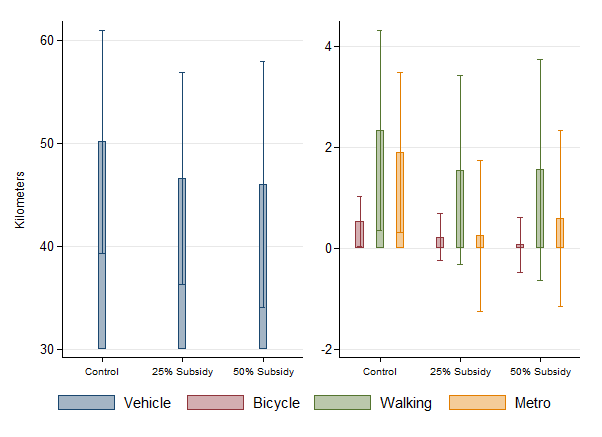 Kilometers
60
50
40
30
Control 25% Subsidy 50% Subsidy
4
2
0
-2
Control 25% Subsidy 50% Subsidy
Vehicle Bicycle Walking Metro